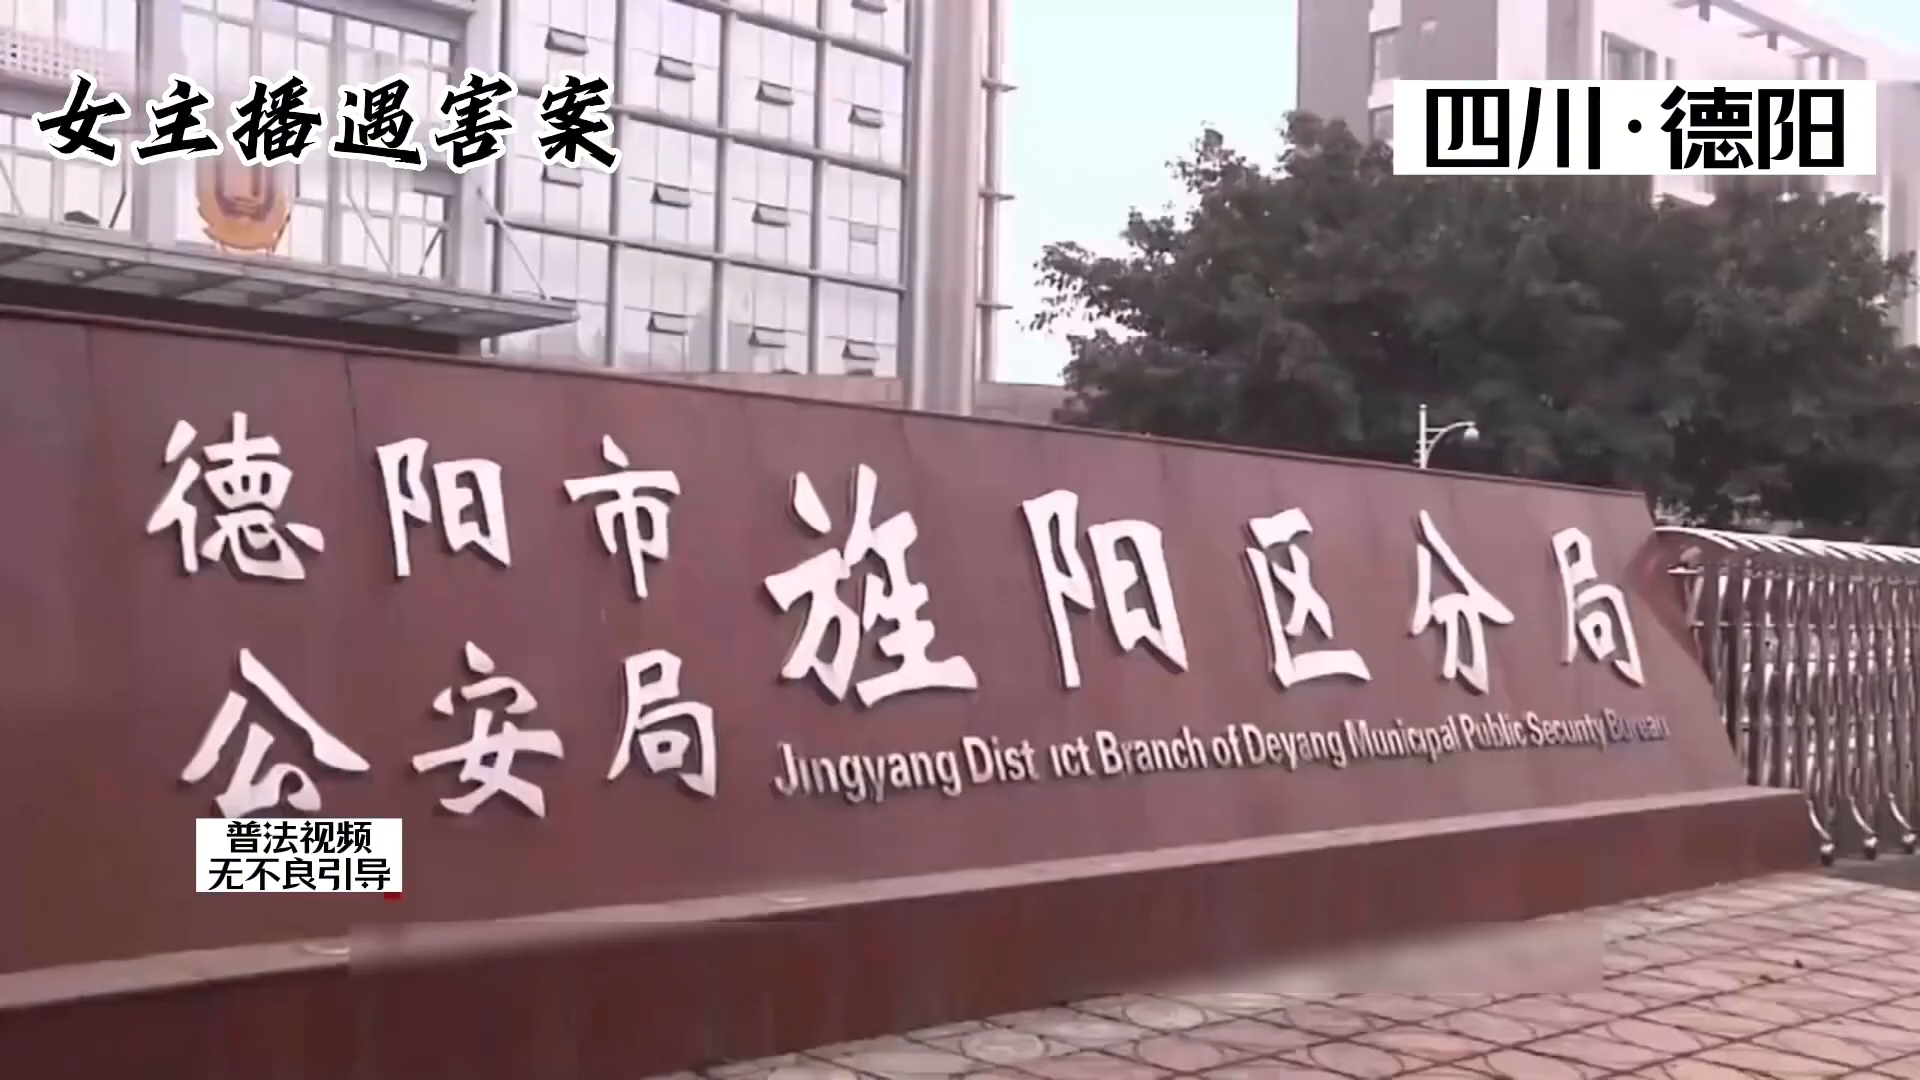 女主播遇害案
四川·德阳
德阳市
公安局
旌阳区分局
Jingyang Dist ict Branch of Deyang Municipal Public Security Bureau
普法视频
无不良引导